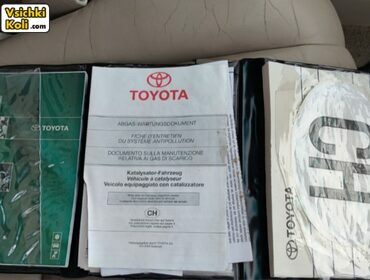 Vsichki
Koli .com
TOYOTA
TOYOTA
ABGAS-WARTUNGSDOKUMENT
FICHE D'ENTRETIEN
DU SYSTÈME ANTIPOLLUTION
DOCUMENTO SULLA MANUTENZIONE
RELATIVA AI GAS DI SCARICO
Katalysator-Fahrzeug
Véhicule à catalyseur
Veicolo equipaggiato con catalizzatore
CH
TOYOTA
CH